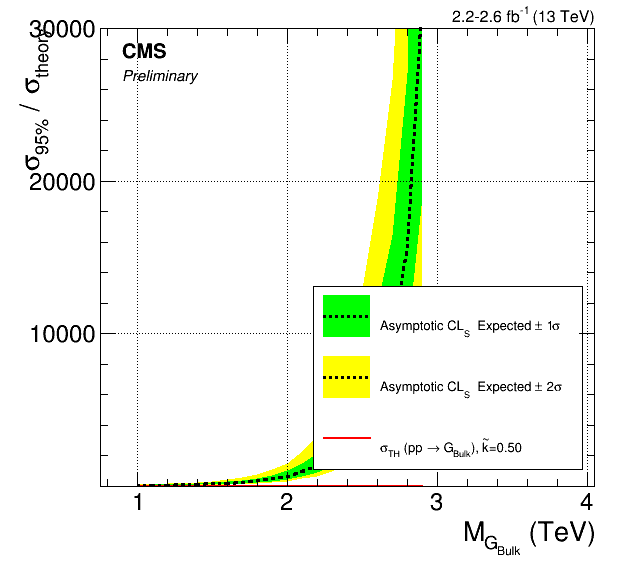 2.2-2.6 fb⁻¹ (13 TeV)
CMS
Preliminary
σ95% / σtheory
30000
20000
10000
Asymptotic CLS Expected ± 1σ
Asymptotic CLS Expected ± 2σ
σTH (pp → GBulk), k̃=0.50
1 2 3 4
MGBulk (TeV)